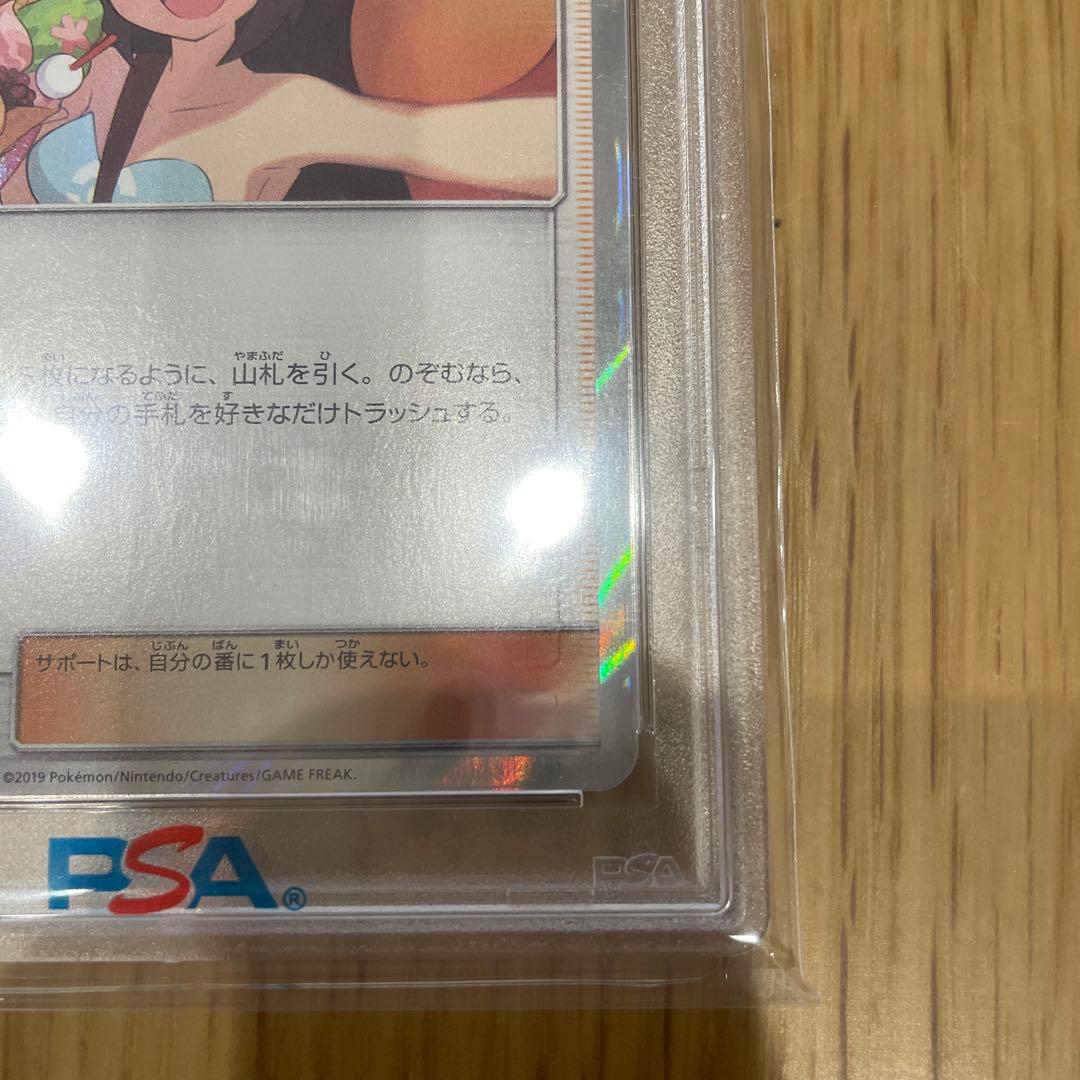 枚になるように、山札を引く。のぞむなら、
自分の手札を好きなだけトラッシュする。
サポートは、自分の番に1枚しか使えない。
©2019 Pokémon/Nintendo/Creatures/GAME FREAK.
PSA®
PSA